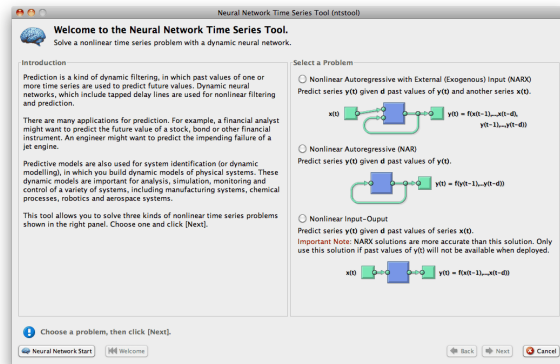 Neural Network Time Series Tool (ntstool)
Welcome to the Neural Network Time Series Tool.
Solve a nonlinear time series problem with a dynamic neural network.
Introduction
Prediction is a kind of dynamic filtering, in which past values of one or
more time series are used to predict future values. Dynamic neural
networks, which include tapped delay lines are used for nonlinear filtering
and prediction.
There are many applications for prediction. For example, a financial analyst
might want to predict the future value of a stock, bond or other financial
instrument. An engineer might want to predict the impending failure of a
jet engine.
Predictive models are also used for system identification (or dynamic
modelling), in which you build dynamic models of physical systems. These
dynamic models are important for analysis, simulation, monitoring and
control of a variety of systems, including manufacturing systems, chemical
processes, robotics and aerospace systems.
This tool allows you to solve three kinds of nonlinear time series problems
shown in the right panel. Choose one and click [Next].
Select a Problem
Nonlinear Autoregressive with External (Exogenous) Input (NARX)
Predict series y(t) given d past values of y(t) and another series x(t).
x(t) y(t) = f(x(t-1),...,x(t-d),
y(t-1),...,y(t-d))
Nonlinear Autoregressive (NAR)
Predict series y(t) given d past values of y(t).
y(t) = f(y(t-1),...,y(t-d))
Nonlinear Input-Ouput
Predict series y(t) given d past values of series x(t).
Important Note: NARX solutions are more accurate than this solution. Only
use this solution if past values of y(t) will not be available when deployed.
x(t) y(t) = f(x(t-1),...,x(t-d))
Choose a problem, then click [Next].
Neural Network Start Welcome Back Next Cancel